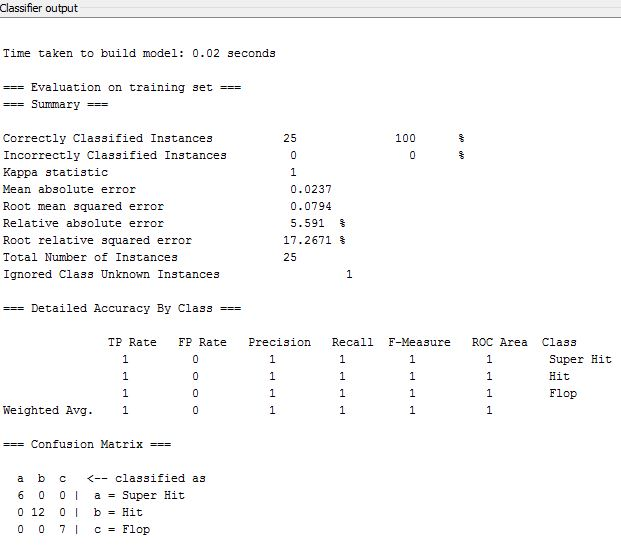 Classifier output
Time taken to build model: 0.02 seconds
=== Evaluation on training set ===
=== Summary ===
Correctly Classified Instances 25 100 %
Incorrectly Classified Instances 0 0 %
Kappa statistic 1
Mean absolute error 0.0237
Root mean squared error 0.0794
Relative absolute error 5.591 %
Root relative squared error 17.2671 %
Total Number of Instances 25
Ignored Class Unknown Instances 1
=== Detailed Accuracy By Class ===
TP Rate FP Rate Precision Recall F-Measure ROC Area Class
1 0 1 1 1 1 Super Hit
1 0 1 1 1 1 Hit
1 0 1 1 1 1 Flop
Weighted Avg. 1 0 1 1 1 1
=== Confusion Matrix ===
a b c <-- classified as
6 0 0 | a = Super Hit
0 12 0 | b = Hit
0 0 7 | c = Flop